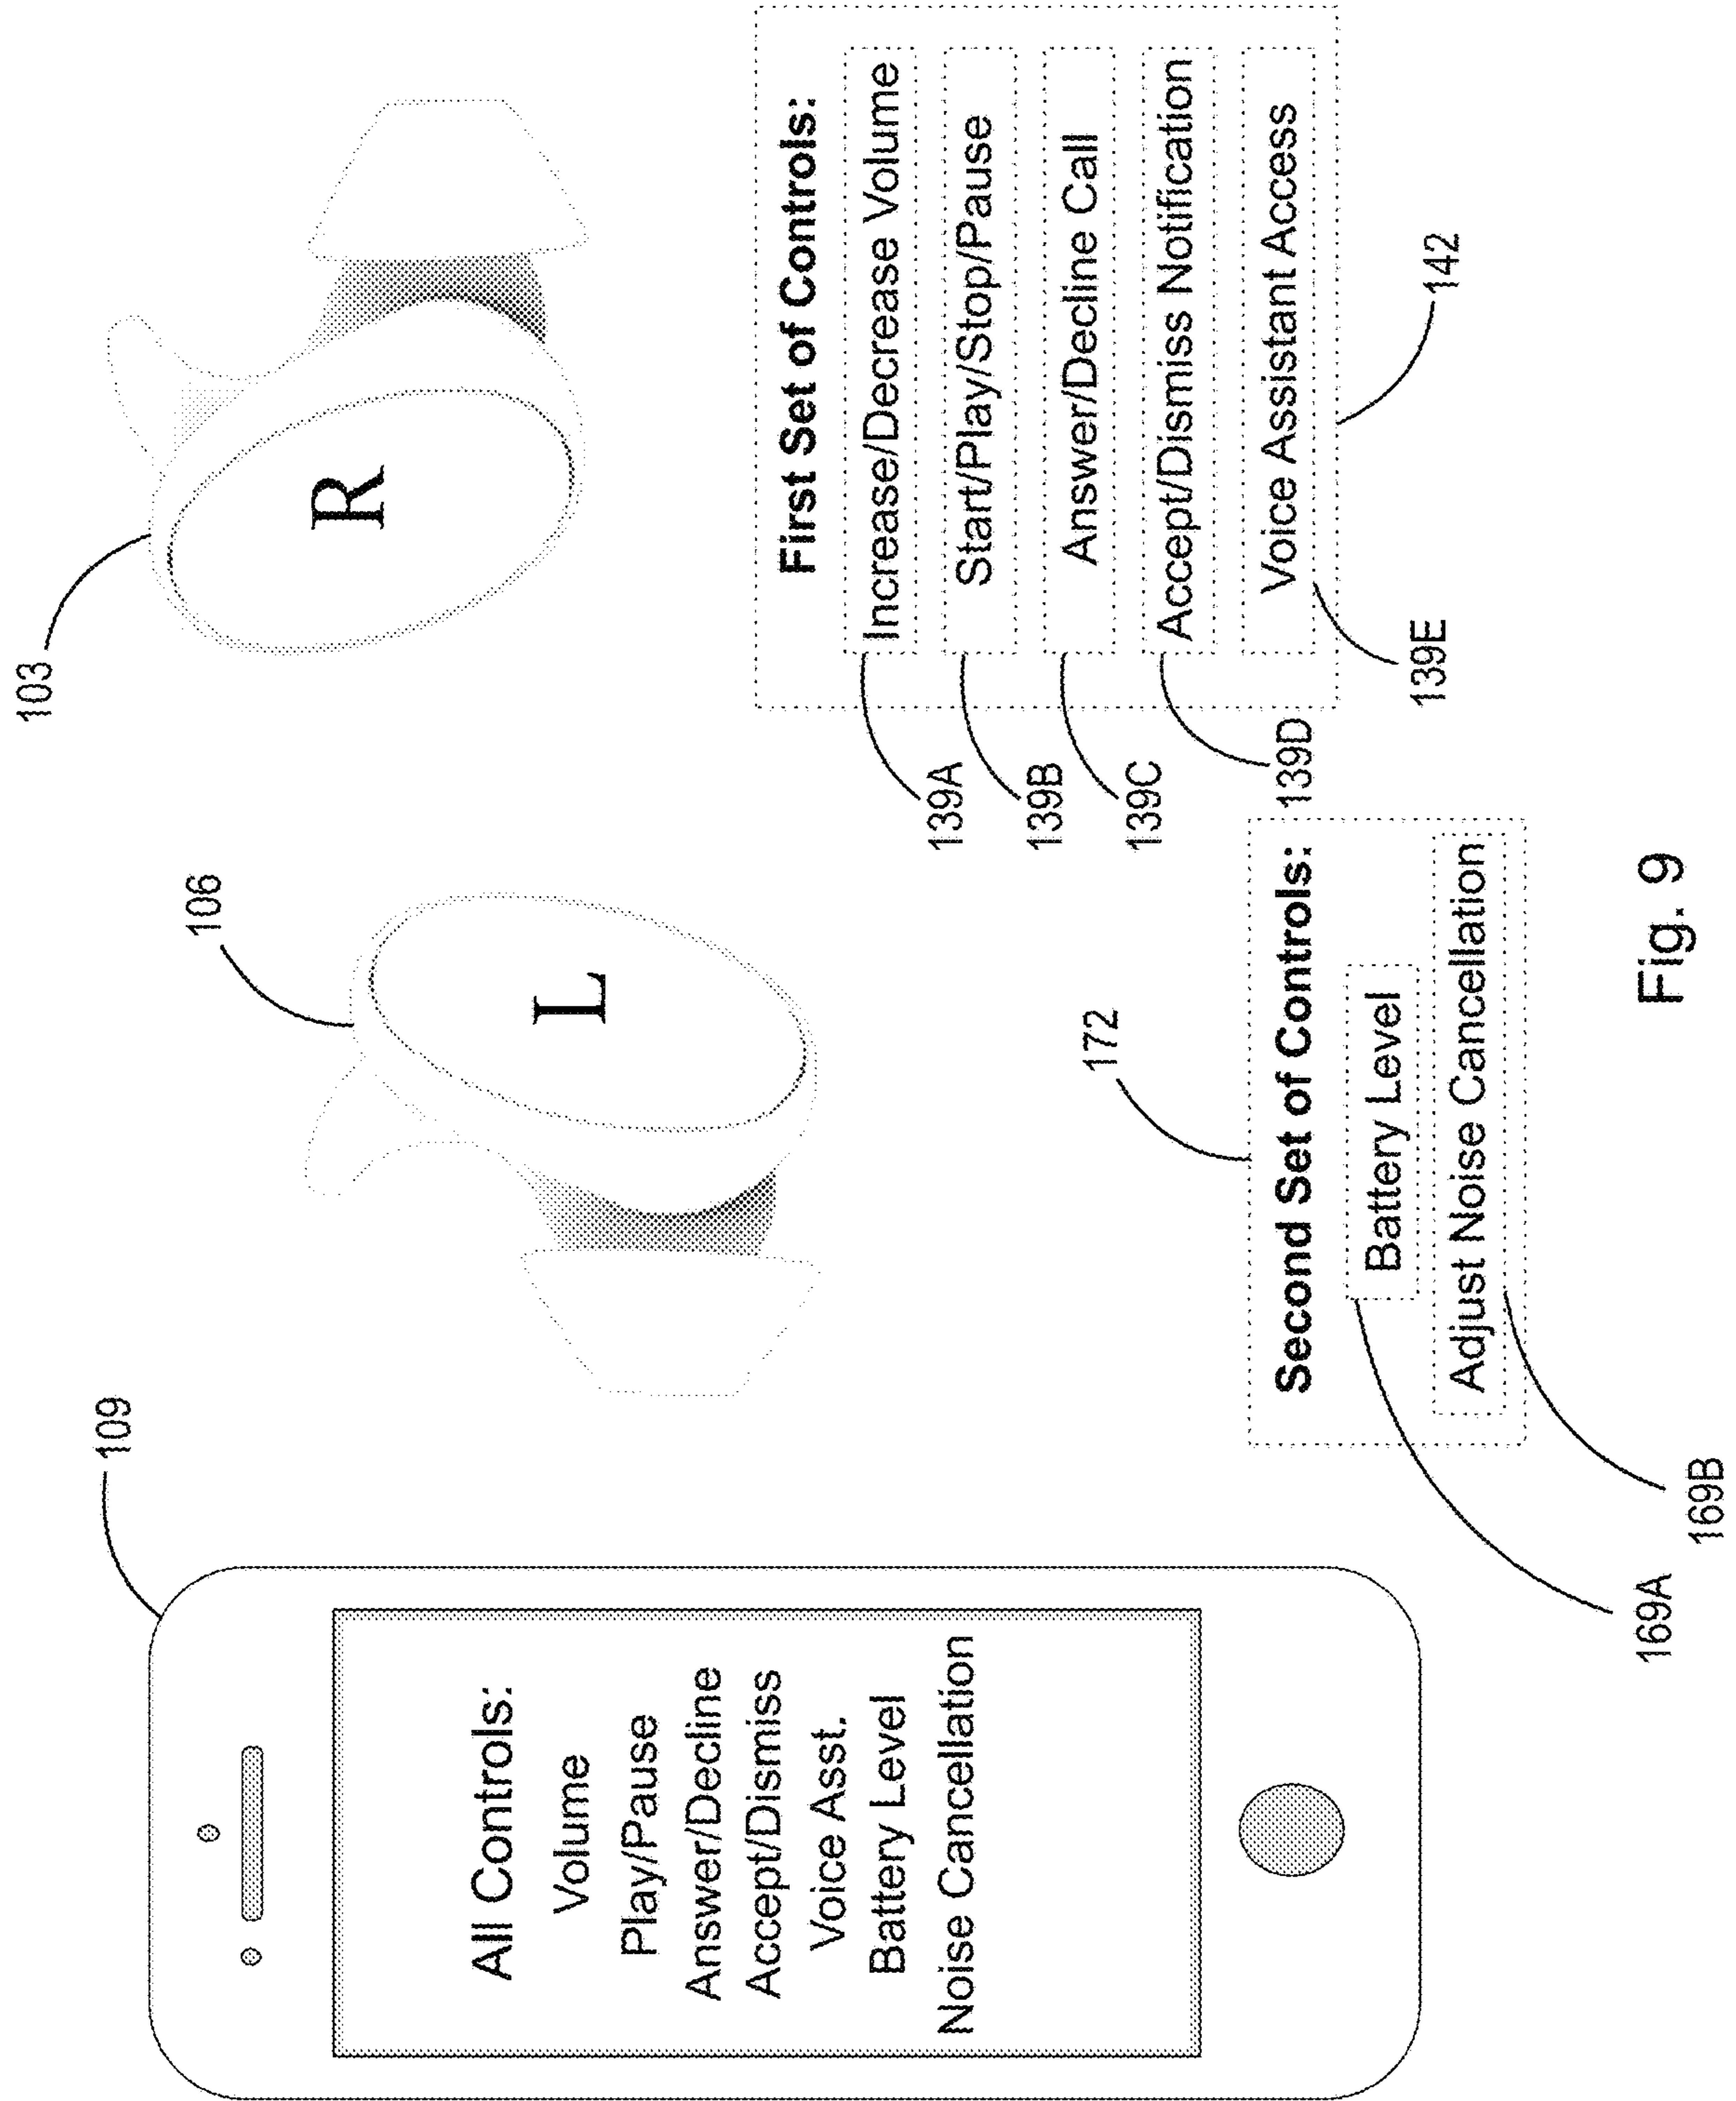 109
All Controls:
Volume
Play/Pause
Answer/Decline
Accept/Dismiss
Voice Asst.
Battery Level
Noise Cancellation
106
L
103
R
172
Second Set of Controls:
Battery Level
Adjust Noise Cancellation
169A
169B
First Set of Controls:
Increase/Decrease Volume
Start/Play/Stop/Pause
Answer/Decline Call
Accept/Dismiss Notification
Voice Assistant Access
139A
139B
139C
139D
139E
142
Fig. 9